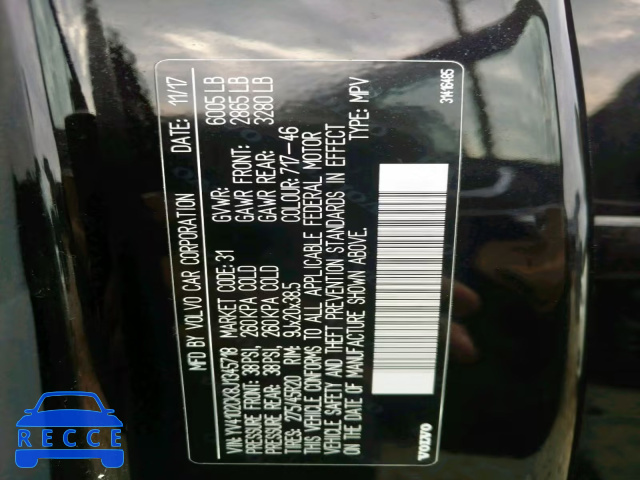 MFD BY VOLVO CAR CORPORATION DATE: 11/17
VIN: YV4102XK3J1345718 MARKET CODE: 31 GVWR: 6005 LB
PRESSURE FRONT: 38PSI, 260KPA COLD GAWR FRONT: 2865 LB
PRESSURE REAR: 38PSI, 260KPA COLD GAWR REAR: 3280 LB
TIRES: 275/45R20 RIM: 9Jx20x38.5 COLOUR: 717-46
THIS VEHICLE CONFORMS TO ALL APPLICABLE FEDERAL MOTOR
VEHICLE SAFETY AND THEFT PREVENTION STANDARDS IN EFFECT
ON THE DATE OF MANUFACTURE SHOWN ABOVE. TYPE: MPV
VOLVO 31416485